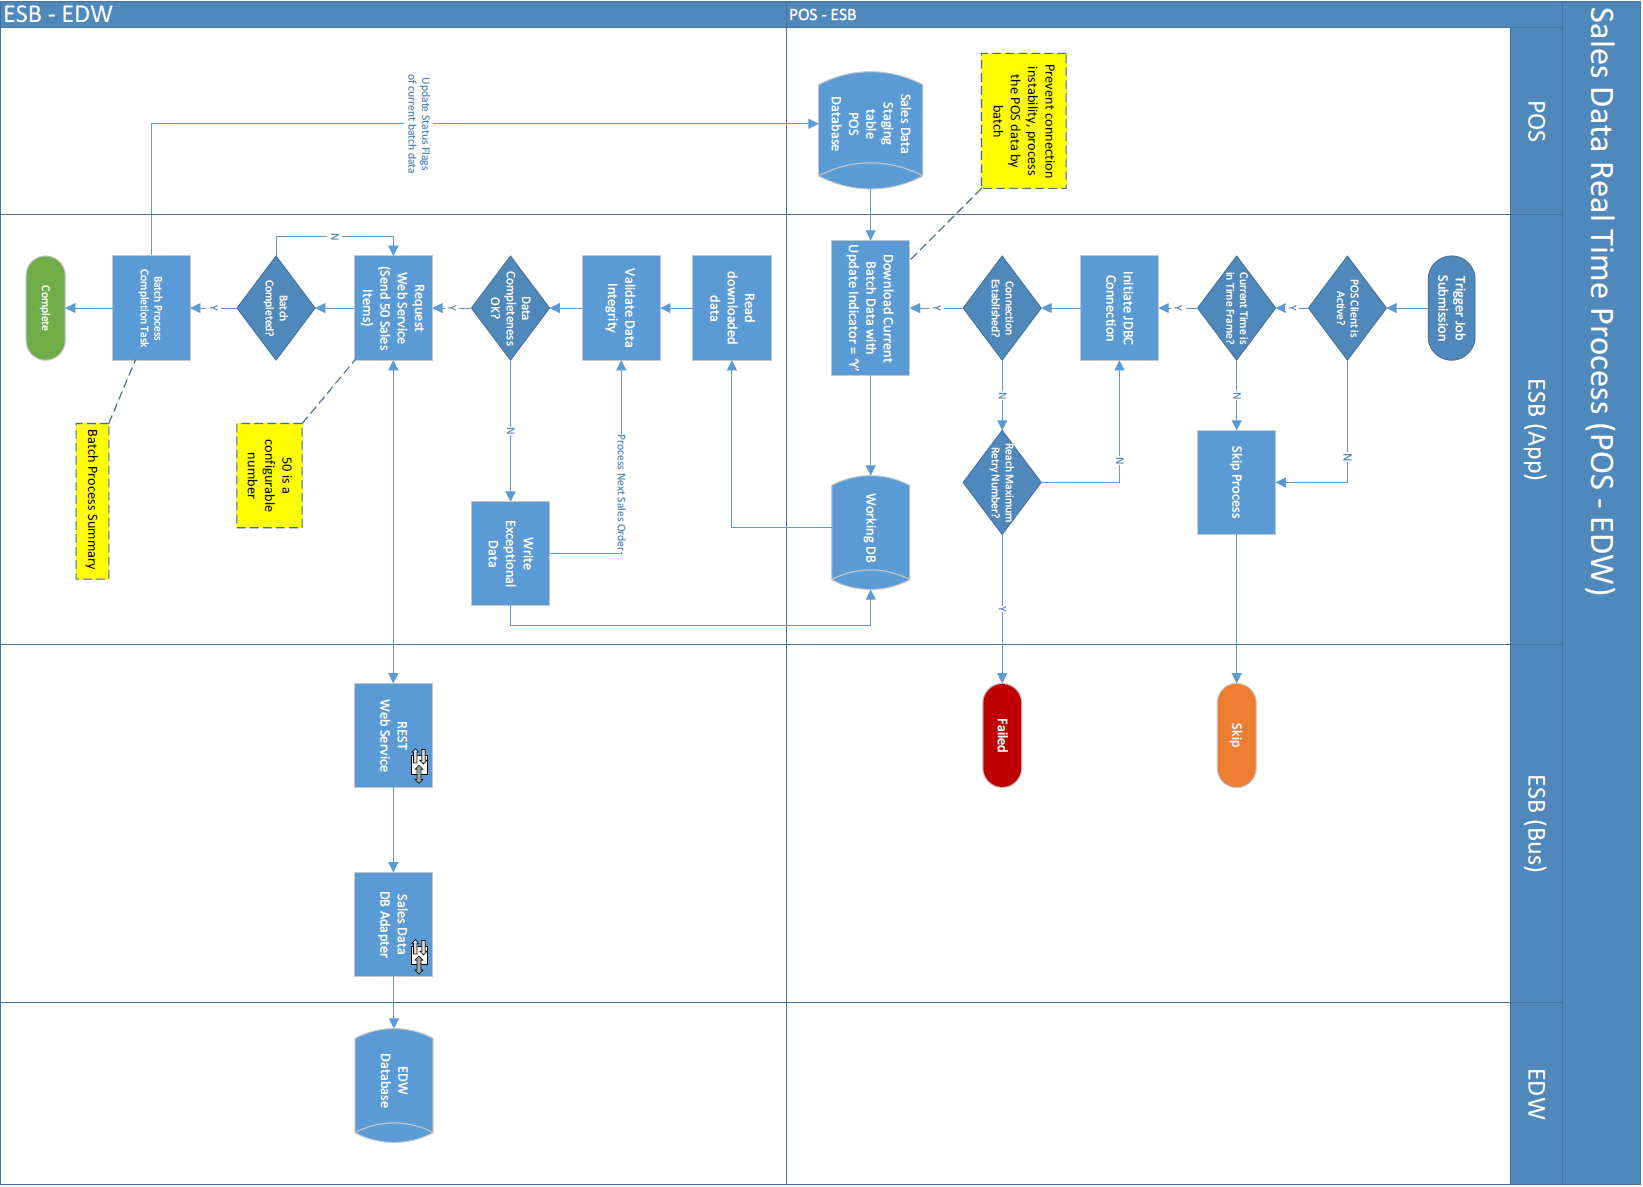 Sales Data Real Time Process (POS - EDW)
POS
ESB (App)
ESB (Bus)
EDW
POS - ESB
Trigger Job
Submission
POS Client is
Active?
Y
N
Current Time is
in Time Frame?
Y
N
Skip Process
Skip
Initiate JDBC
Connection
N
Connection
Established?
Y
N
Reach Maximum
Retry Number?
Y
Failed
Prevent connection
instability, process
the POS data by
batch
Sales Data
Staging
table
POS
Database
Download Current
Batch Data with
Update Indicator = 'Y'
Working DB
ESB - EDW
Read
downloaded
data
Validate Data
Integrity
Process Next Sales Order
Data
Completeness
OK?
Y
N
Write
Exceptional
Data
Request
Web Service
(Send 50 Sales
Items)
50 is a
configurable
number
REST
Web Service
Sales Data
DB Adapter
EDW
Database
Batch
Completed?
N
Y
Update Status Flags
of current batch data
Batch Process
Completion Task
Batch Process Summary
Complete